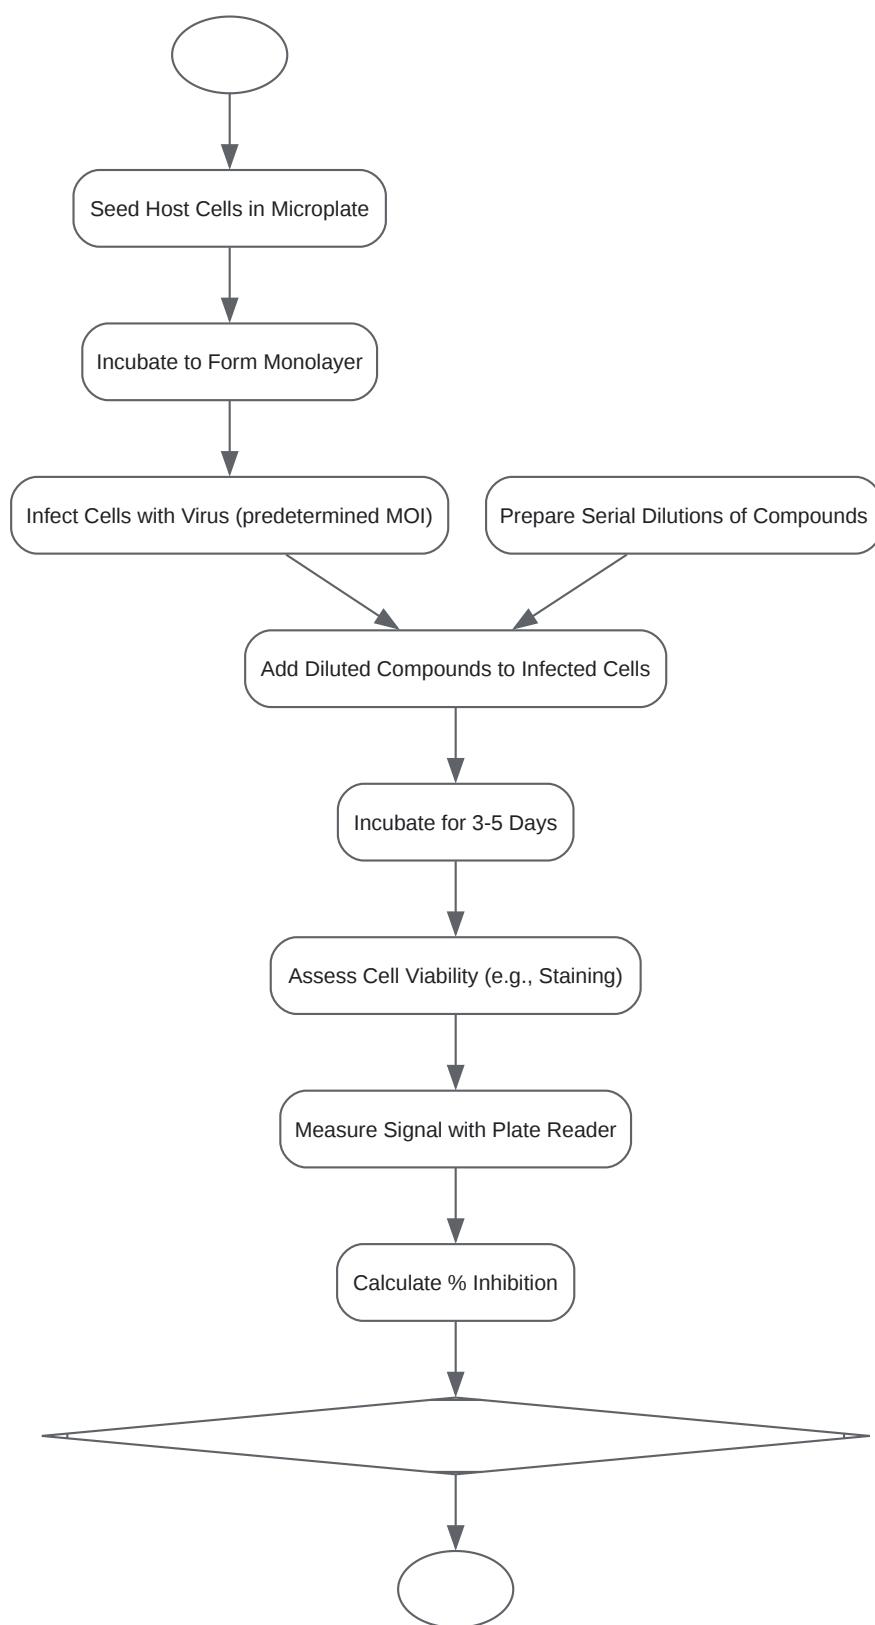 Seed Host Cells in Microplate
Incubate to Form Monolayer
Infect Cells with Virus (predetermined MOI)
Prepare Serial Dilutions of Compounds
Add Diluted Compounds to Infected Cells
Incubate for 3-5 Days
Assess Cell Viability (e.g., Staining)
Measure Signal with Plate Reader
Calculate % Inhibition